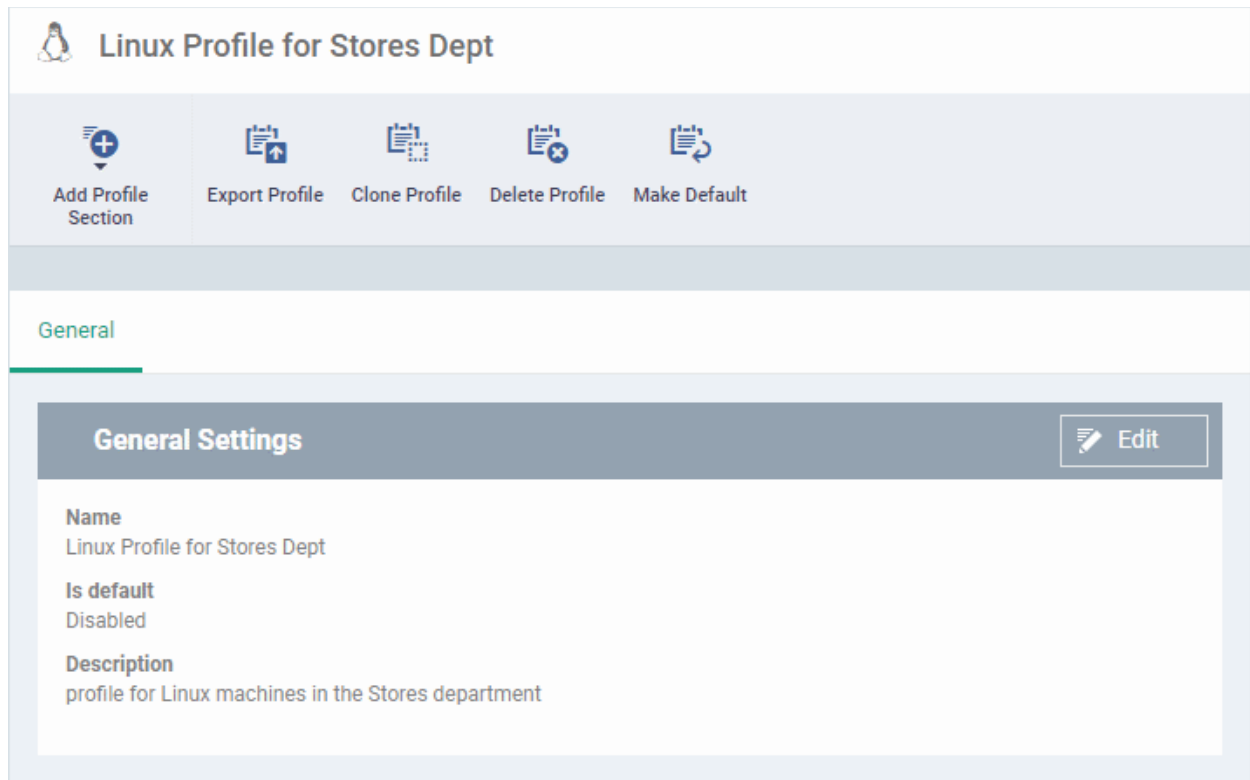 Linux Profile for Stores Dept
Add Profile
Section
Export Profile
Clone Profile
Delete Profile
Make Default
General
General Settings
Edit
Name
Linux Profile for Stores Dept
Is default
Disabled
Description
profile for Linux machines in the Stores department